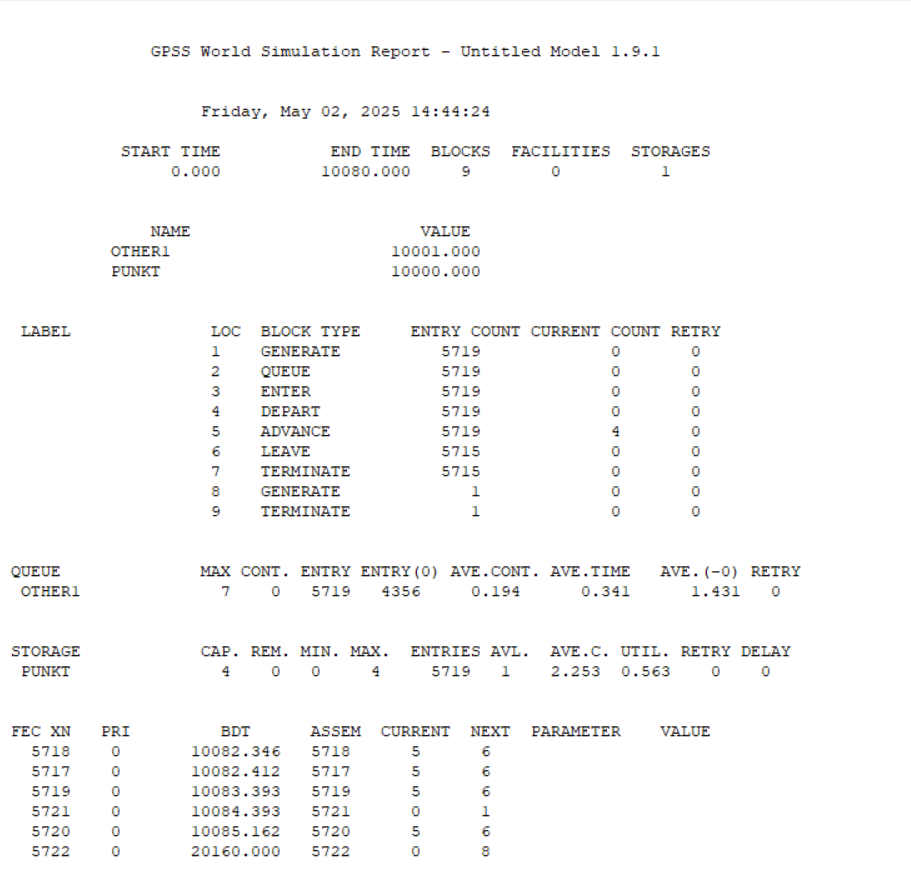 GPSS World Simulation Report - Untitled Model 1.9.1
Friday, May 02, 2025 14:44:24
START TIME END TIME BLOCKS FACILITIES STORAGES
0.000 10080.000 9 0 1
NAME VALUE
OTHER1 10001.000
PUNKT 10000.000
LABEL LOC BLOCK TYPE ENTRY COUNT CURRENT COUNT RETRY
1 GENERATE 5719 0 0
2 QUEUE 5719 0 0
3 ENTER 5719 0 0
4 DEPART 5719 0 0
5 ADVANCE 5719 4 0
6 LEAVE 5715 0 0
7 TERMINATE 5715 0 0
8 GENERATE 1 0 0
9 TERMINATE 1 0 0
QUEUE MAX CONT. ENTRY ENTRY(0) AVE.CONT. AVE.TIME AVE.(-0) RETRY
OTHER1 7 0 5719 4356 0.194 0.341 1.431 0
STORAGE CAP. REM. MIN. MAX. ENTRIES AVL. AVE.C. UTIL. RETRY DELAY
PUNKT 4 0 0 4 5719 1 2.253 0.563 0 0
FEC XN PRI BDT ASSEM CURRENT NEXT PARAMETER VALUE
5718 0 10082.346 5718 5 6
5717 0 10082.412 5717 5 6
5719 0 10083.393 5719 5 6
5721 0 10084.393 5721 0 1
5720 0 10085.162 5720 5 6
5722 0 20160.000 5722 0 8